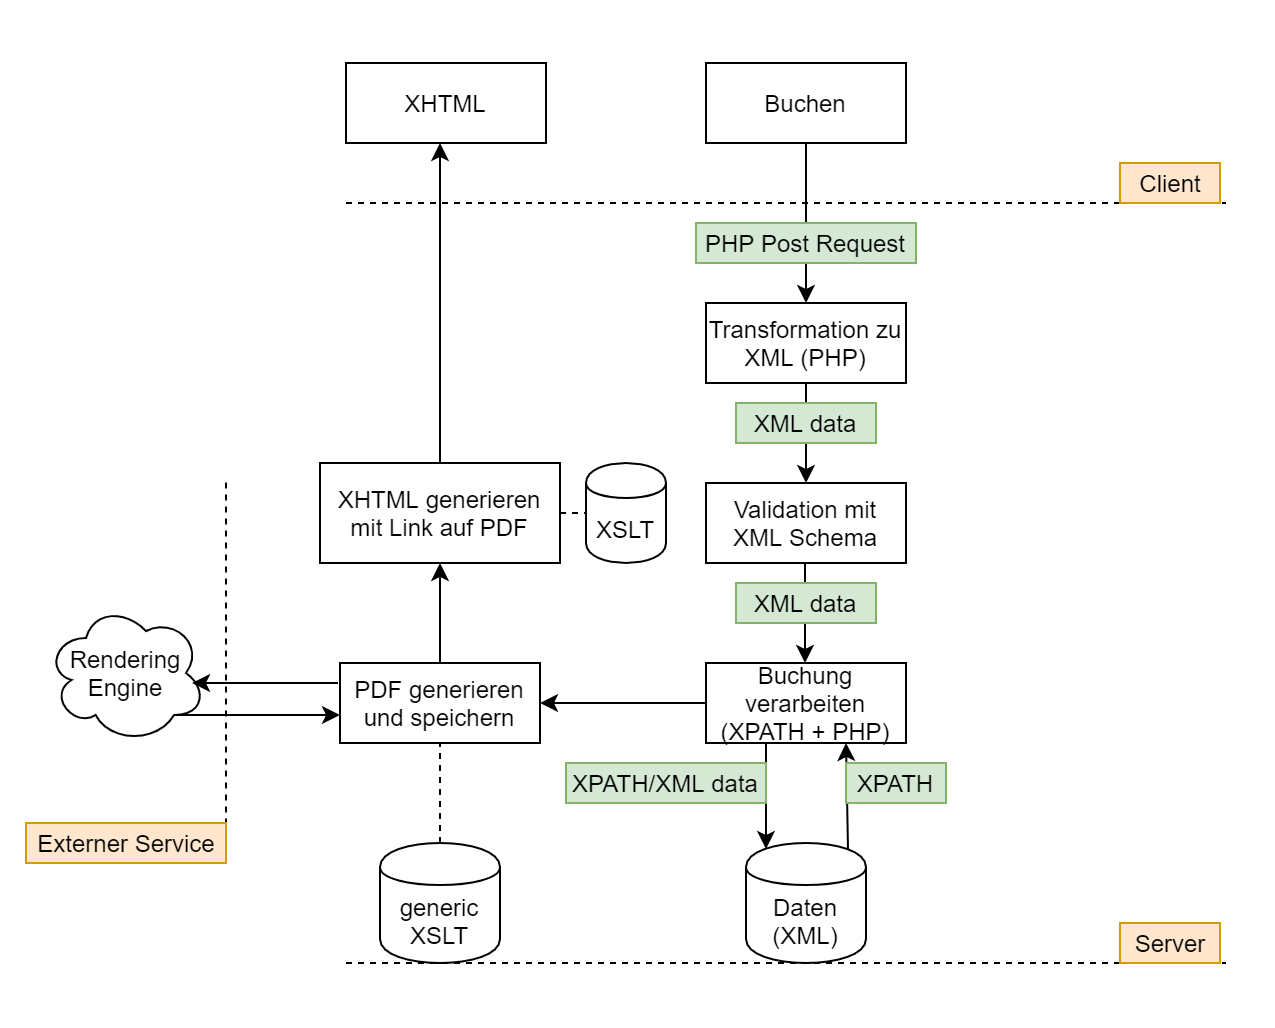 XHTML
Buchen
Client
PHP Post Request
Transformation zu
XML (PHP)
XML data
XHTML generieren
mit Link auf PDF
XSLT
Validation mit
XML Schema
XML data
Rendering
Engine
PDF generieren
und speichern
Buchung
verarbeiten
(XPATH + PHP)
XPATH/XML data
XPATH
Externer Service
generic
XSLT
Daten
(XML)
Server